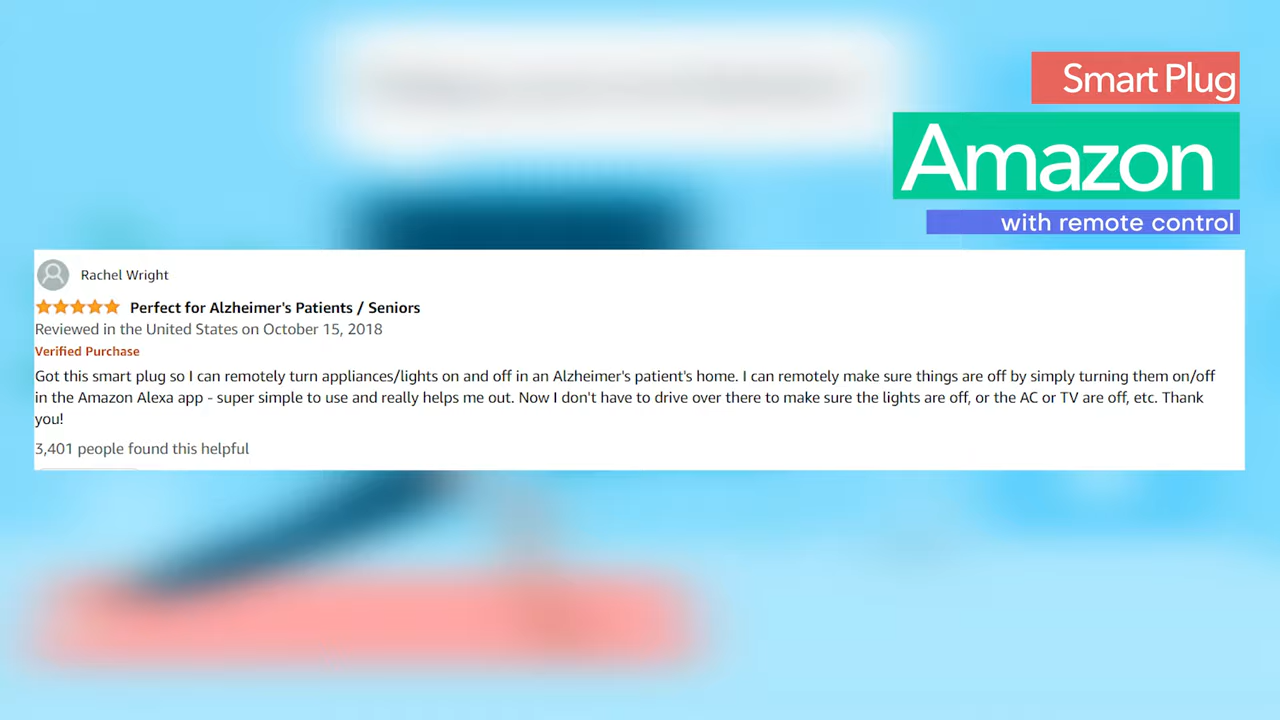 Smart Plug
Amazon
with remote control
Rachel Wright
Perfect for Alzheimer's Patients / Seniors
Reviewed in the United States on October 15, 2018
Verified Purchase
Got this smart plug so I can remotely turn appliances/lights on and off in an Alzheimer's patient's home. I can remotely make sure things are off by simply turning them on/off
in the Amazon Alexa app - super simple to use and really helps me out. Now I don't have to drive over there to make sure the lights are off, or the AC or TV are off, etc. Thank
you!
3,401 people found this helpful